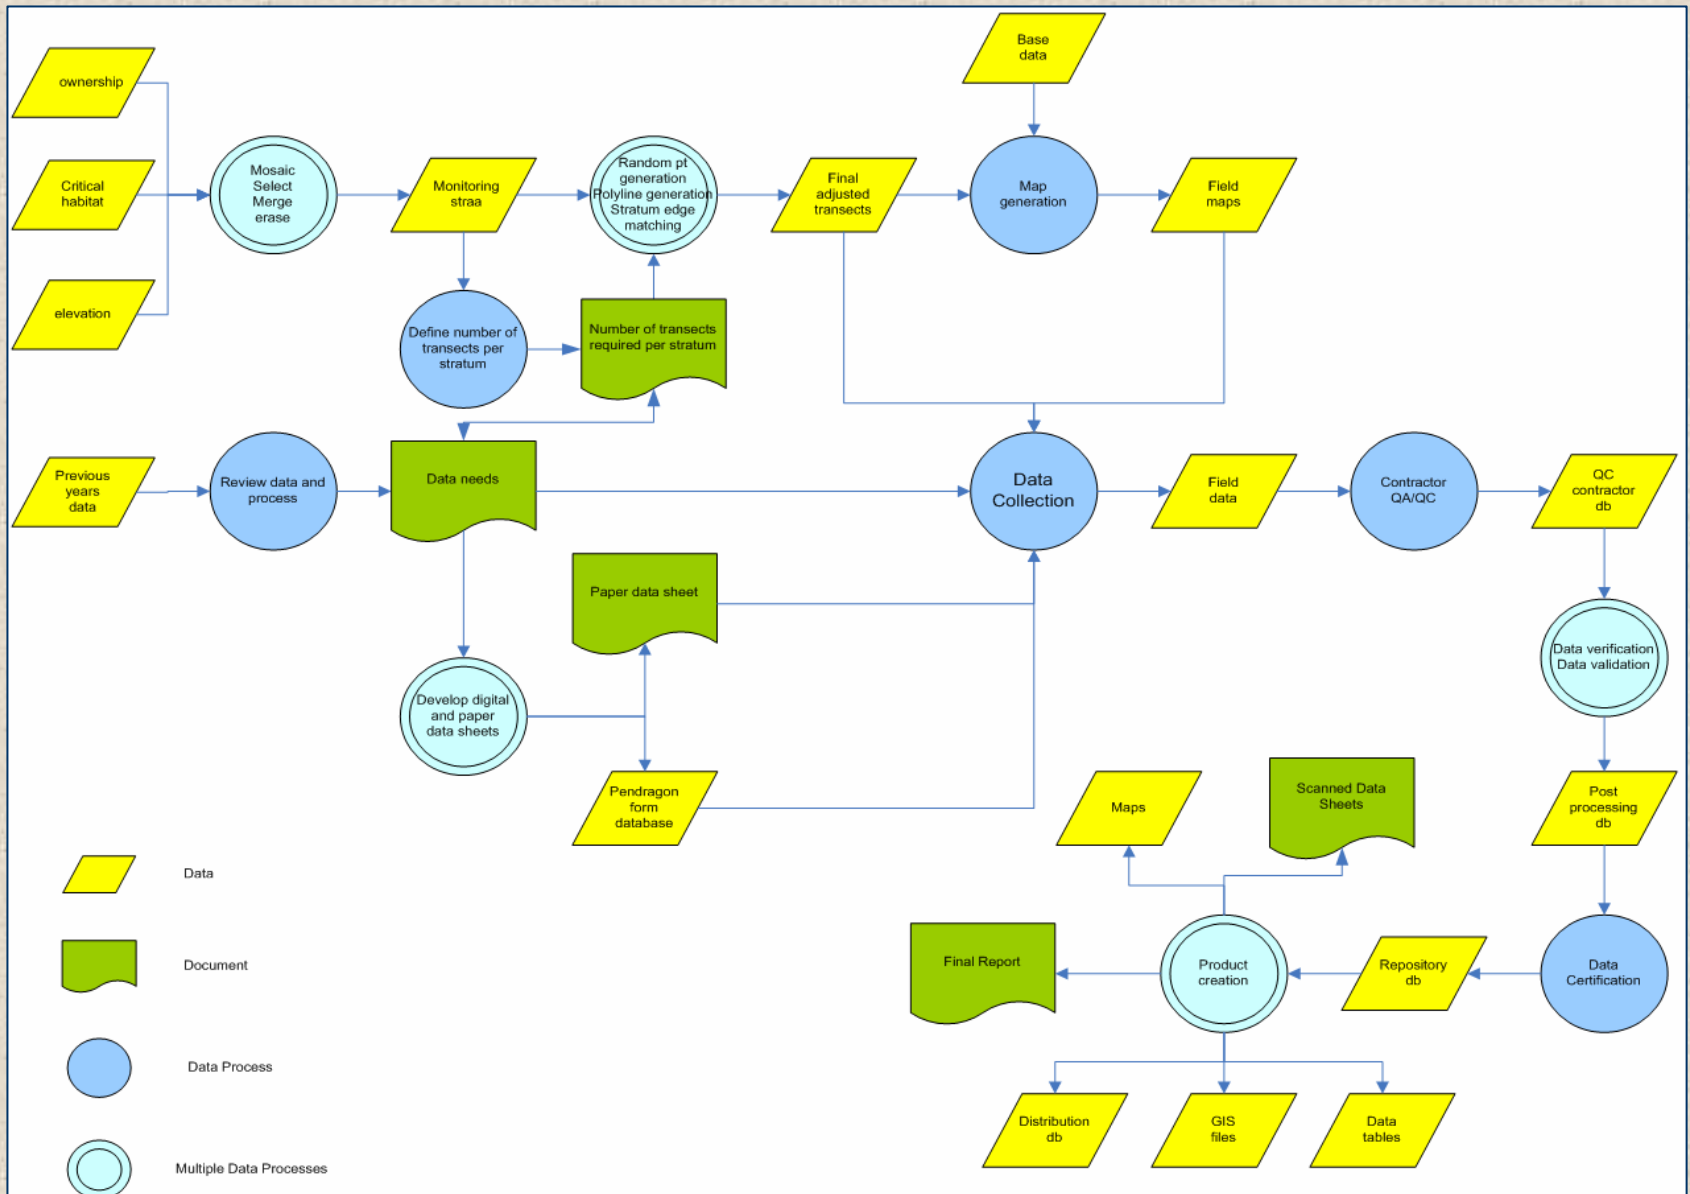 Base
data
ownership
Critical
habitat
elevation
Mosaic
Select
Merge
erase
Monitoring
straa
Random pt
generation
Polyline generation
Stratum edge
matching
Final
adjusted
transects
Map
generation
Field
maps
Define number of
transects per
stratum
Number of transects
required per stratum
Previous
years
data
Review data and
process
Data needs
Data
Collection
Field
data
Contractor
QA/QC
QC
contractor
db
Paper data sheet
Data verification
Data validation
Develop digital
and paper
data sheets
Pendragon
form
database
Maps
Scanned Data
Sheets
Post
processing
db
Final Report
Product
creation
Repository
db
Data
Certification
Distribution
db
GIS
files
Data
tables
Data
Document
Data Process
Multiple Data Processes